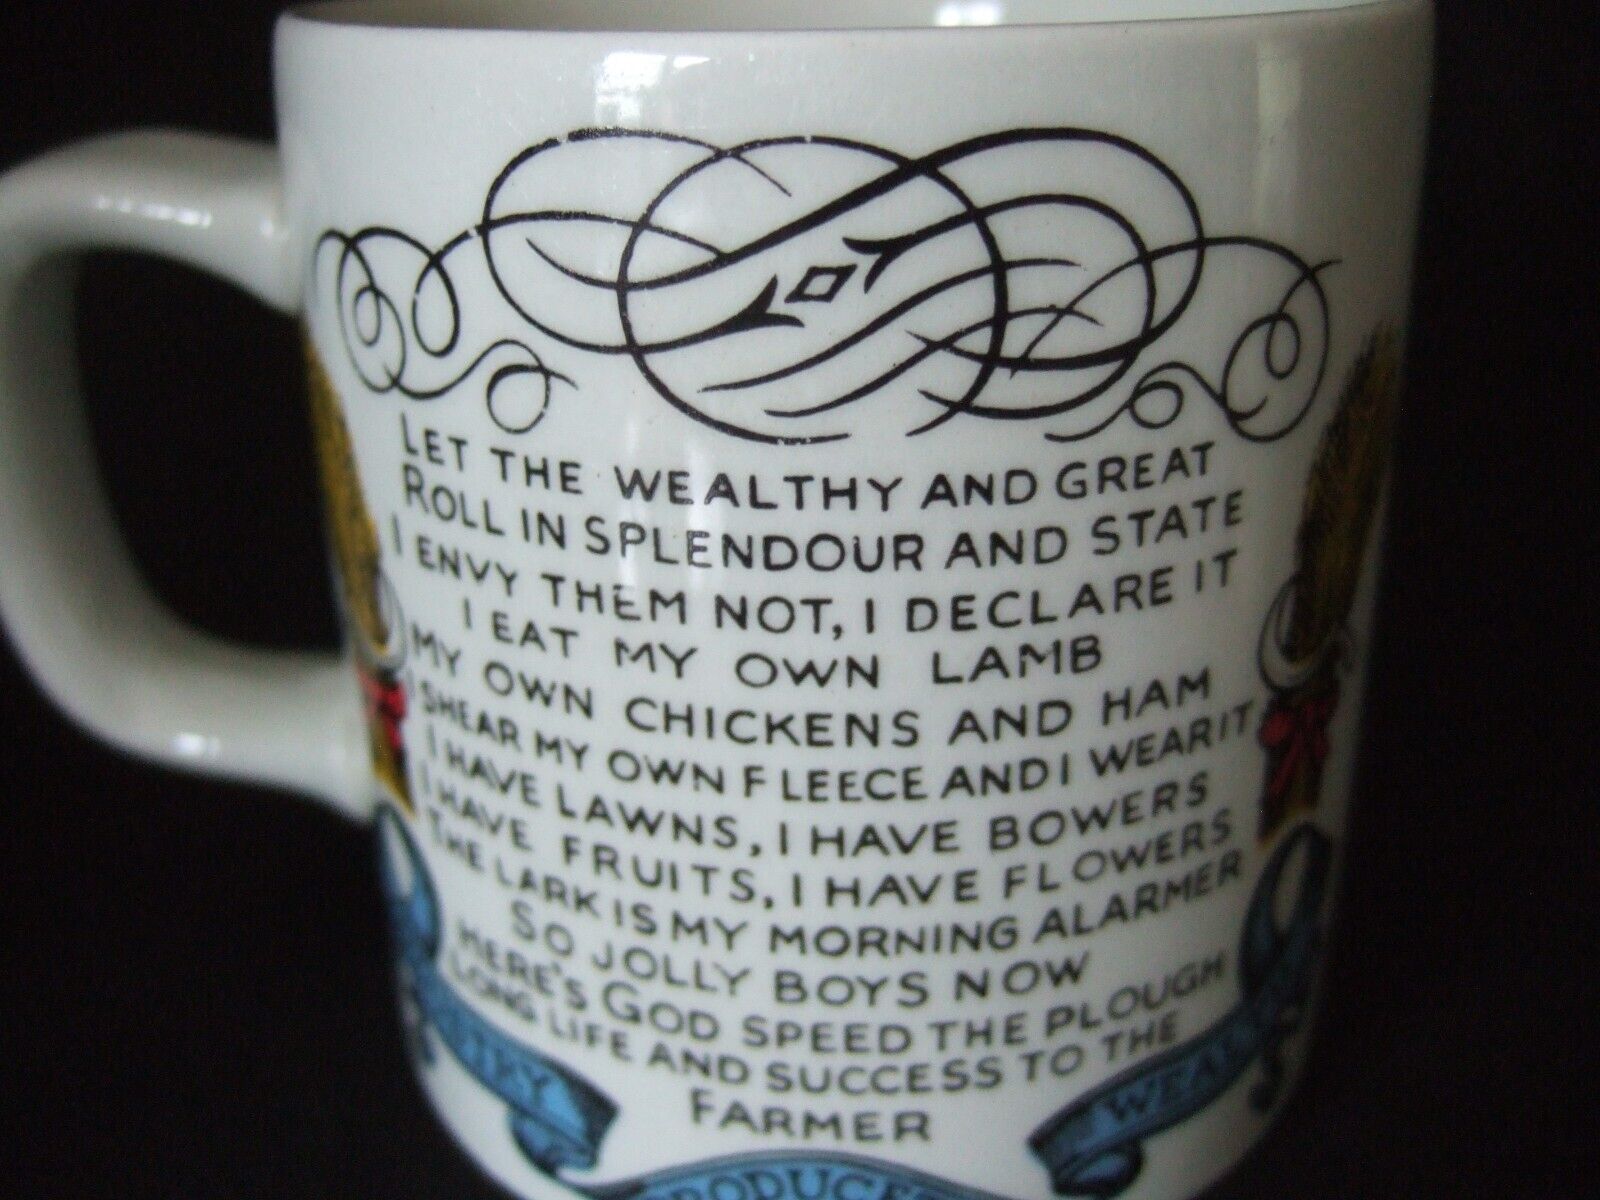 LET THE WEALTHY AND GREAT
ROLL IN SPLENDOUR AND STATE
I ENVY THEM NOT, I DECLARE IT
I EAT MY OWN LAMB
MY OWN CHICKENS AND HAM
I SHEAR MY OWN FLEECE AND I WEAR IT
I HAVE LAWNS, I HAVE BOWERS
I HAVE FRUITS, I HAVE FLOWERS
THE LARK IS MY MORNING ALARMER
SO JOLLY BOYS NOW
HERE'S GOD SPEED THE PLOUGH
LONG LIFE AND SUCCESS TO THE
FARMER